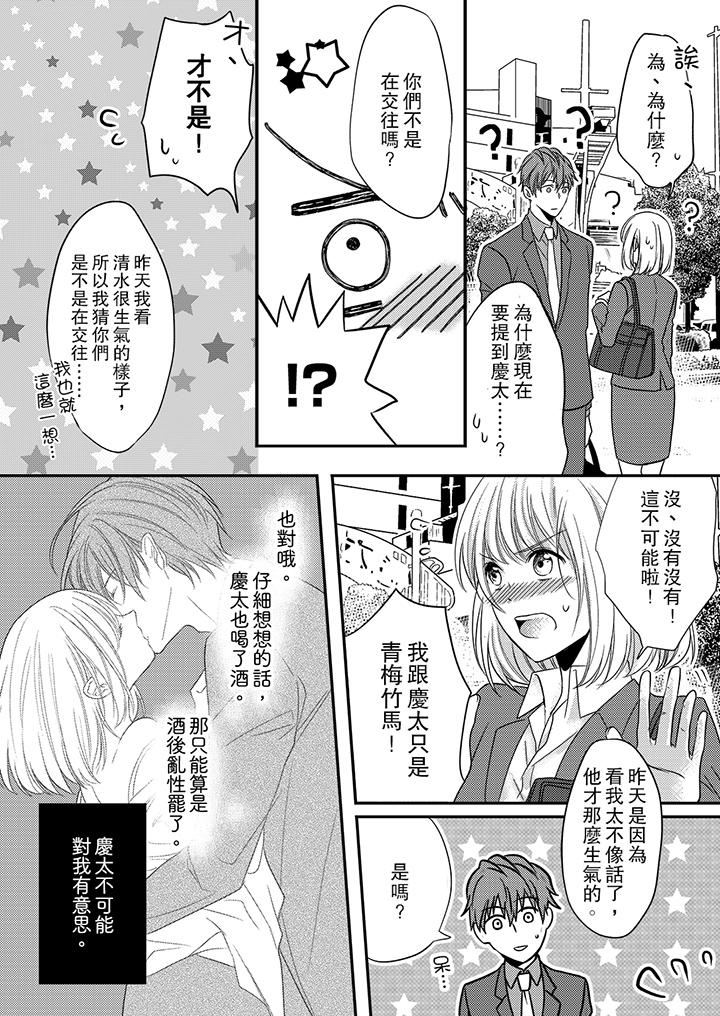 誒、
為、為什麼？
？
？
？
？
為什麼現在
要提到慶太……？
你們不是
在交往嗎？
!?
才、
才不是！
昨天我看
清水很生氣的樣子，
所以我猜你們
是不是在交往……
我也就
這麼一想…
沒、沒有沒有！
這不可能啦！
我跟慶太只是
青梅竹馬！
昨天是因為
看我太不像話了，
他才那麼生氣的。
是嗎？
呆…
也對哦。
仔細想想的話，
慶太也喝了酒。
那只能算是
酒後亂性罷了。
慶太不可能
對我有意思。